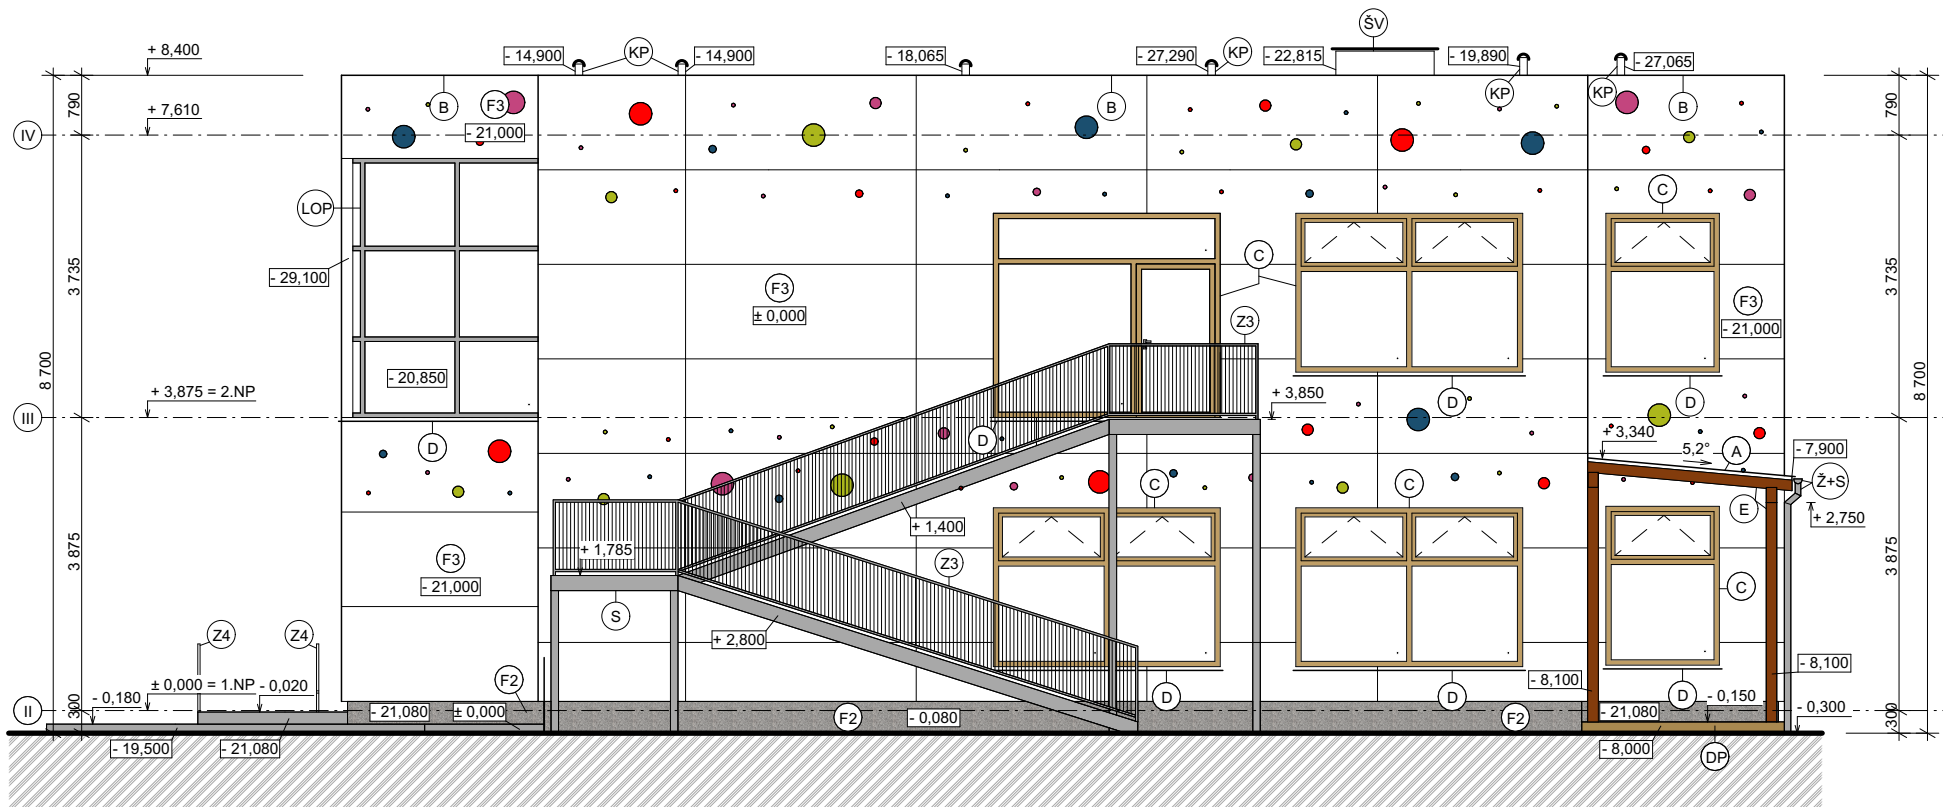 ŠV
+ 8,400
- 14,900
KP
- 14,900
- 18,065
- 27,290
KP
- 22,815
- 19,890
- 27,065
KP
KP
790
B
F3
B
B
790
+ 7,610
IV
- 21,000
LOP
C
- 29,100
C
3 735
F3
± 0,000
F3
- 21,000
3 735
Z3
8 700
- 20,850
8 700
+ 3,875 = 2.NP
III
+ 3,850
D
D
D
D
+ 3,340
5,2°
A
- 7,900
Ž+S
C
C
E
+ 2,750
+ 1,400
3 875
+ 1,785
3 875
F3
- 21,000
Z3
C
S
Z4
Z4
+ 2,800
- 8,100
- 8,100
F2
D
D
D
± 0,000 = 1.NP
- 0,020
- 0,180
- 0,150
- 0,300
II
300
- 21,080
± 0,000
F2
- 0,080
F2
- 21,080
300
- 19,500
- 21,080
- 8,000
DP